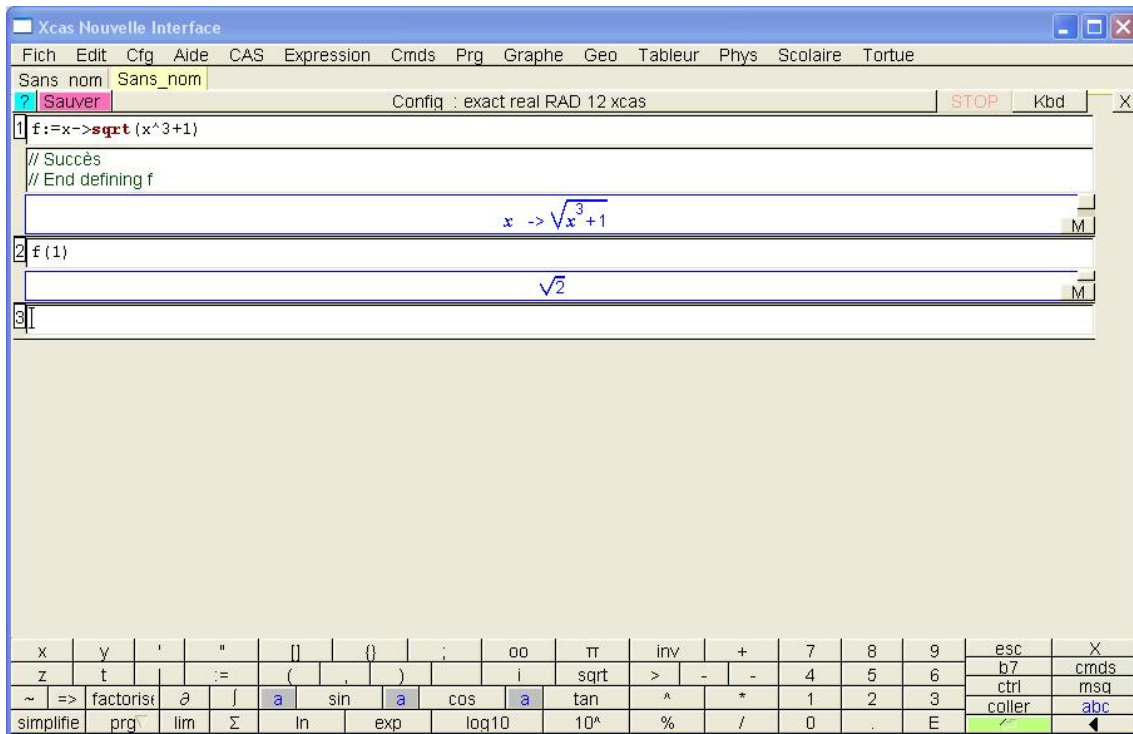 Xcas Nouvelle Interface
Fich Edit Cfg Aide CAS Expression Cmds Prg Graphe Geo Tableur Phys Scolaire Tortue
Sans nom Sans_nom
? Sauver Config : exact real RAD 12 xcas STOP Kbd X
1 f:=x->sqrt(x^3+1)
// Succès
// End defining f
x -> √(x^3+1)
M
2 f(1)
√2
M
3
x y ' " [] {} ; oo π inv + 7 8 9 esc X
z t | := ( , ) i sqrt > - - 4 5 6 b7 cmds
~ => factorise ∂ ∫ a sin a cos a tan ^ * 1 2 3 ctrl msg
simplifie prg lim Σ ln exp log10 10^ % / 0 . E coller abc